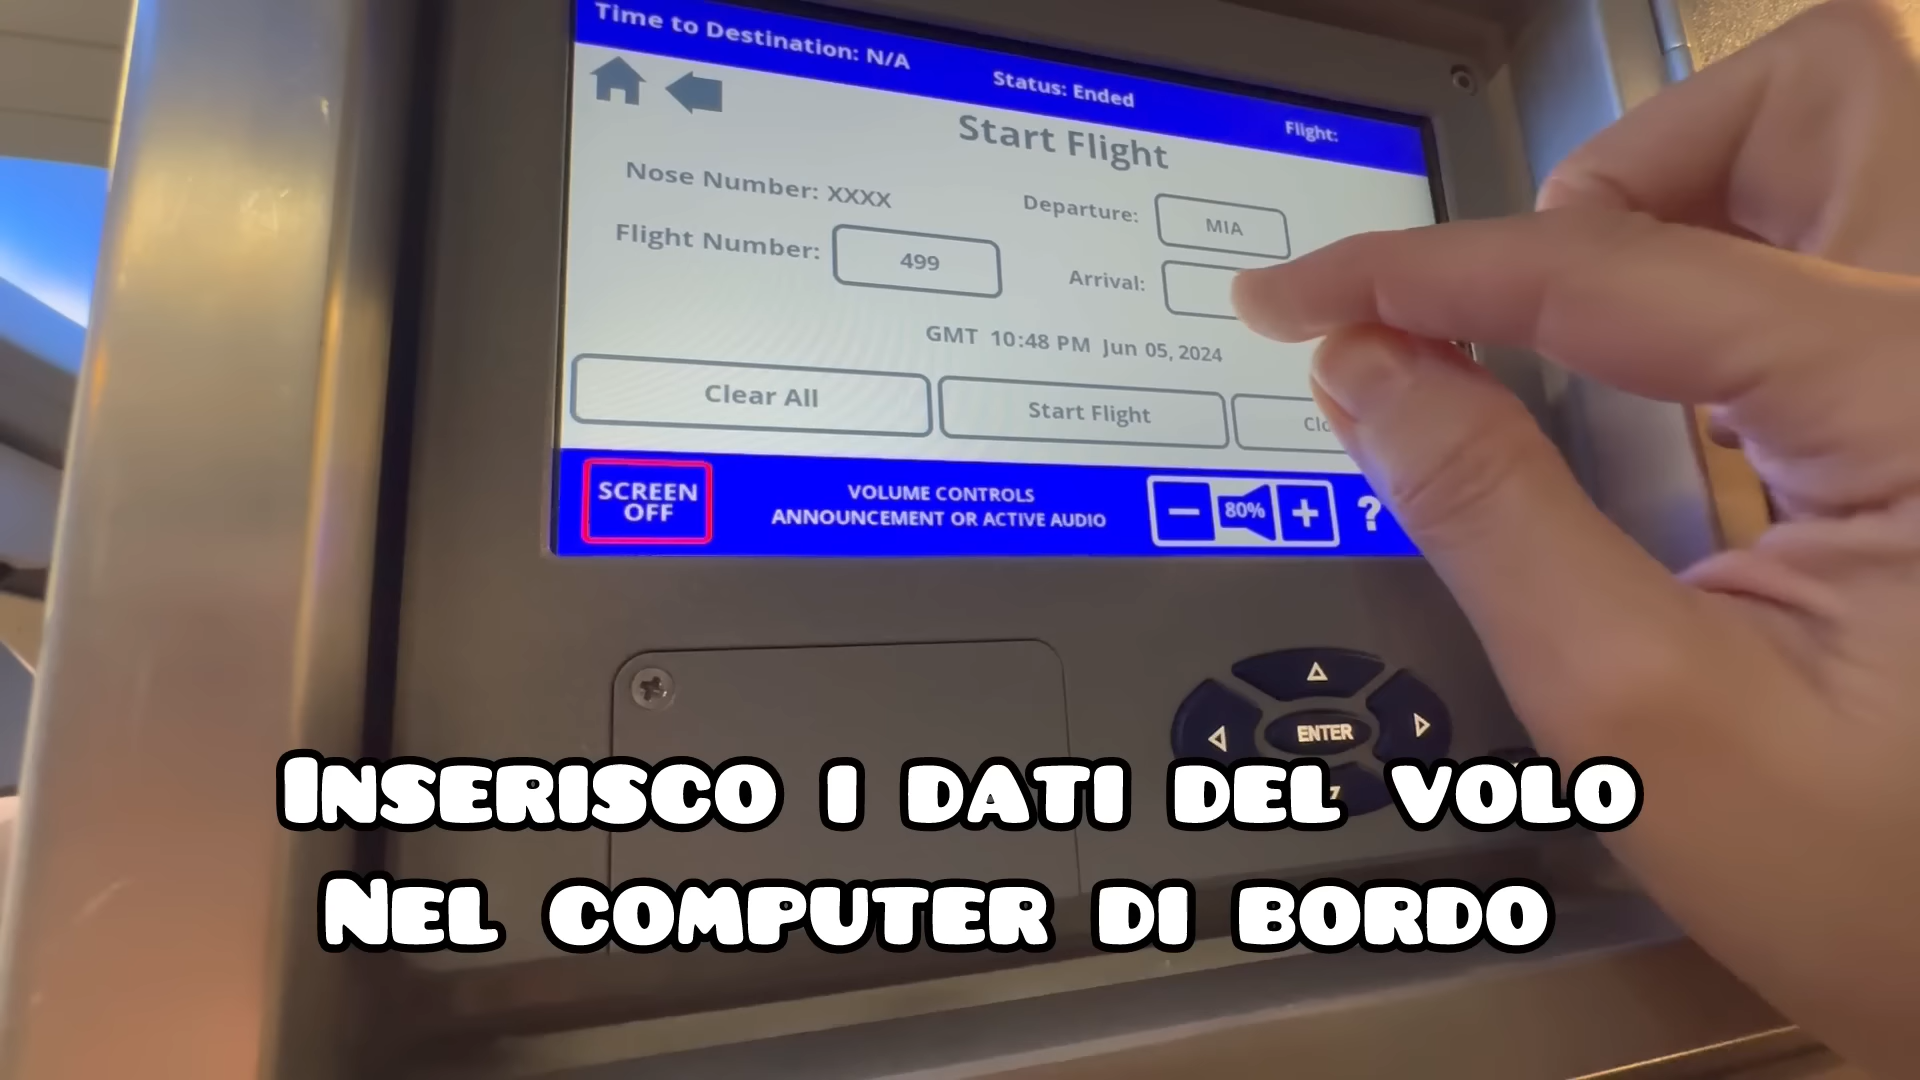 Time to Destination: N/A
Status: Ended
Flight:
Start Flight
Nose Number: XXXX
Departure: MIA
Flight Number: 499
Arrival:
GMT 10:48 PM Jun 05, 2024
Clear All
Start Flight
SCREEN
OFF
VOLUME CONTROLS
ANNOUNCEMENT OR ACTIVE AUDIO
80%
?
ENTER
INSERISCO I DATI DEL VOLO
NEL COMPUTER DI BORDO